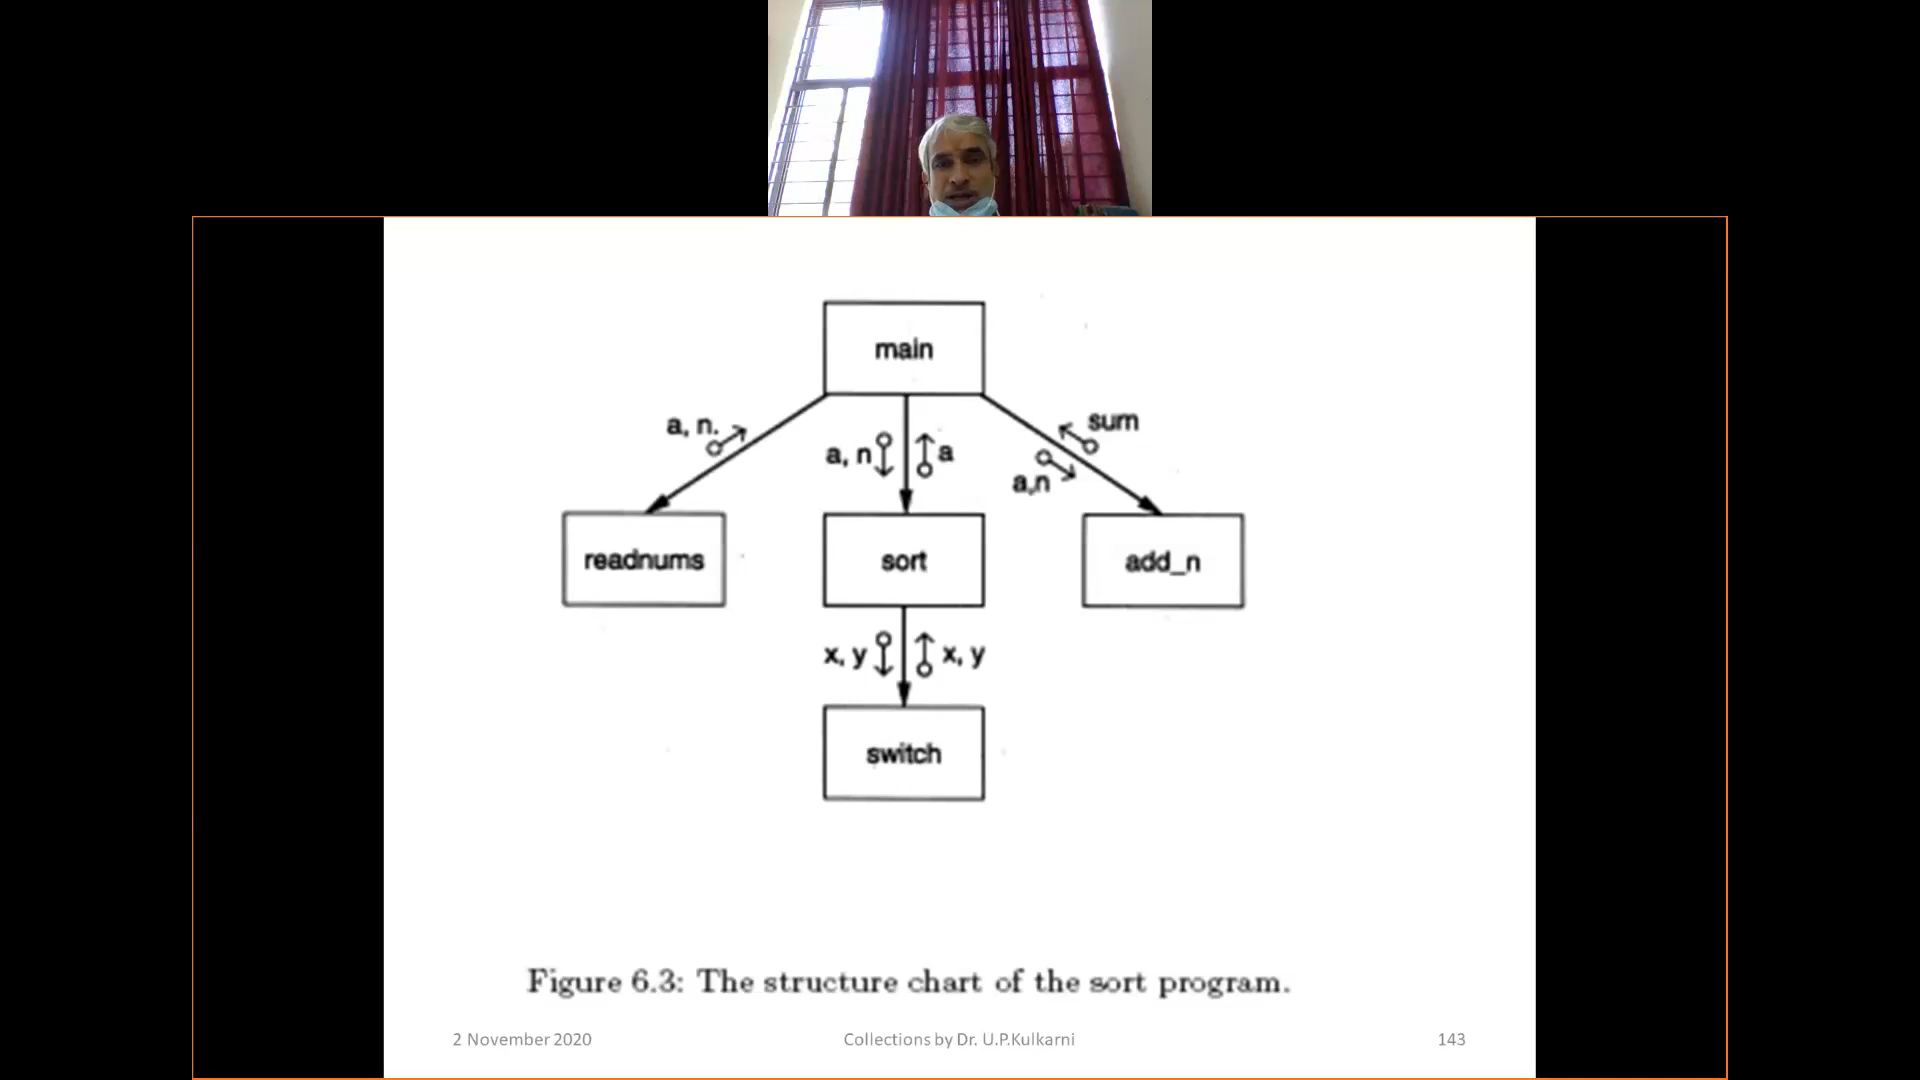 main
a, n.
sum
a, n
a
a,n
readnums
sort
add_n
x, y
x, y
switch
Figure 6.3: The structure chart of the sort program.
2 November 2020
Collections by Dr. U.P.Kulkarni
143